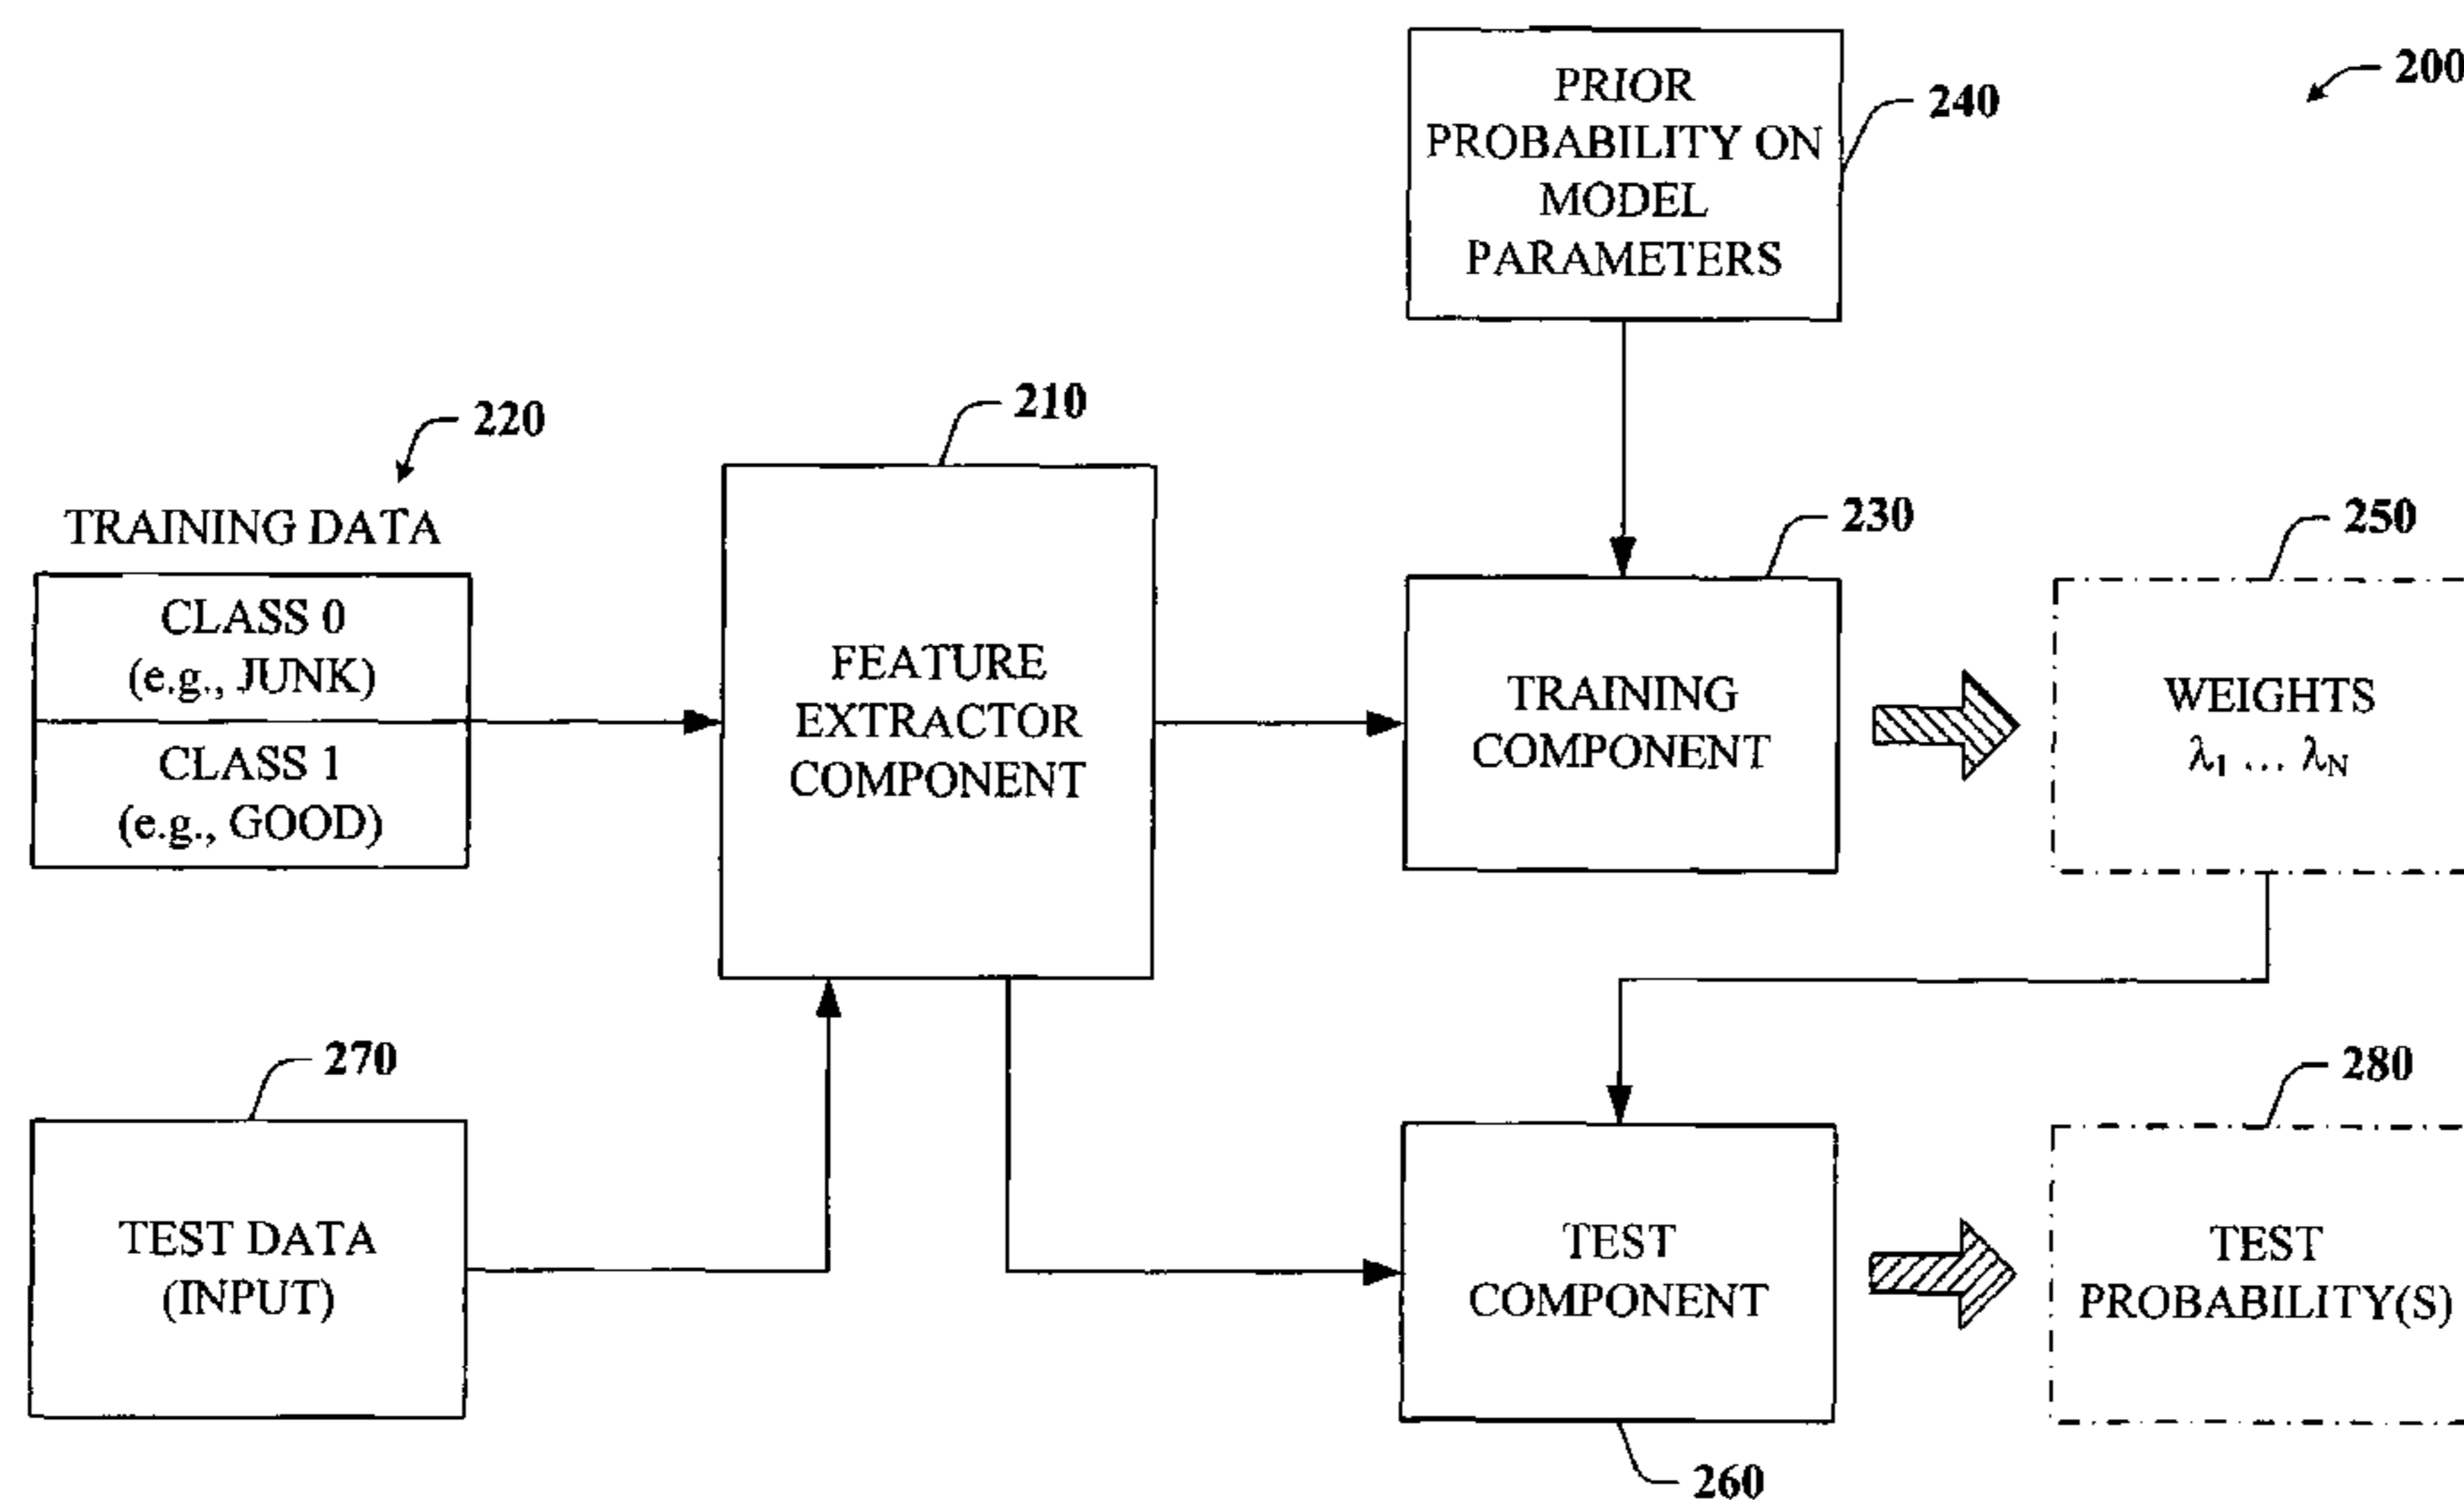 200
PRIOR
PROBABILITY ON
MODEL
PARAMETERS
240
210
220
TRAINING DATA
CLASS 0
(e.g., JUNK)
CLASS 1
(e.g., GOOD)
FEATURE
EXTRACTOR
COMPONENT
230
TRAINING
COMPONENT
250
WEIGHTS
λ₁ ... λ_N
270
TEST DATA
(INPUT)
TEST
COMPONENT
260
280
TEST
PROBABILITY(S)